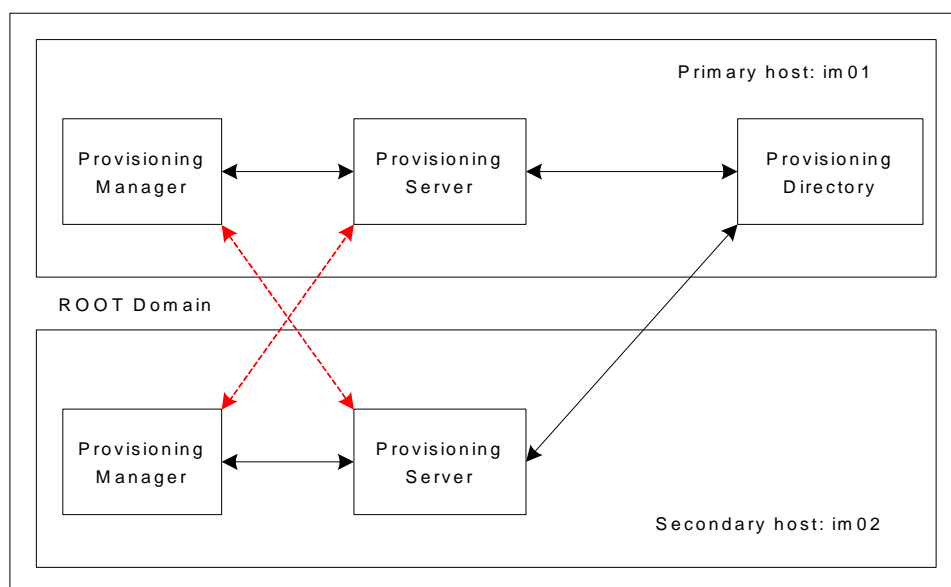 Primary host: im01
Provisioning
Manager
Provisioning
Server
Provisioning
Directory
ROOT Domain
Provisioning
Manager
Provisioning
Server
Secondary host: im02